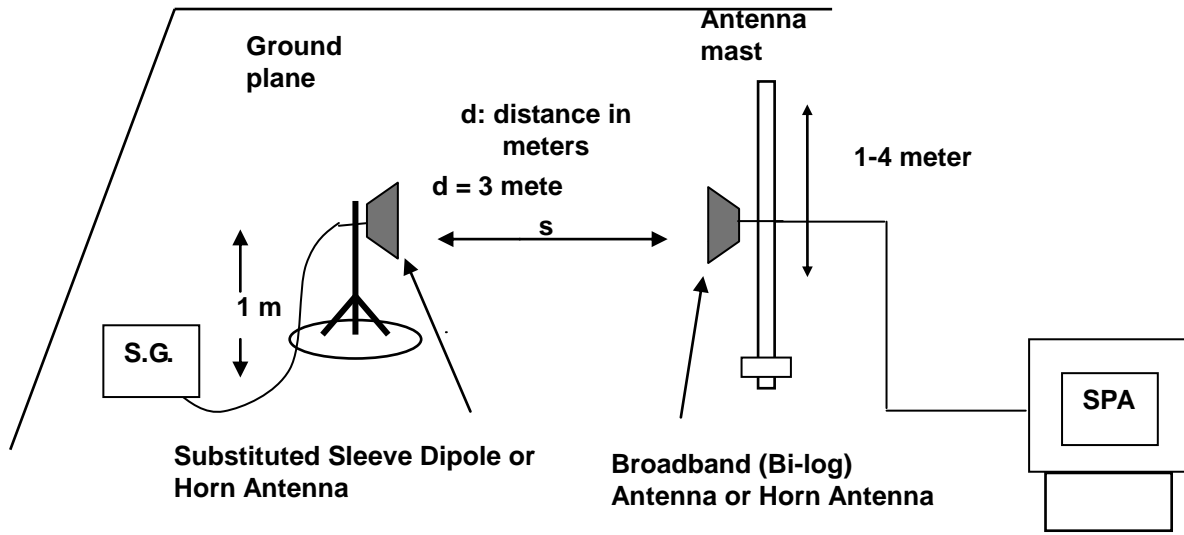 Antenna
mast
Ground
plane
d: distance in
meters
d = 3 mete
s
1-4 meter
1 m
S.G.
SPA
Substituted Sleeve Dipole or
Horn Antenna
Broadband (Bi-log)
Antenna or Horn Antenna